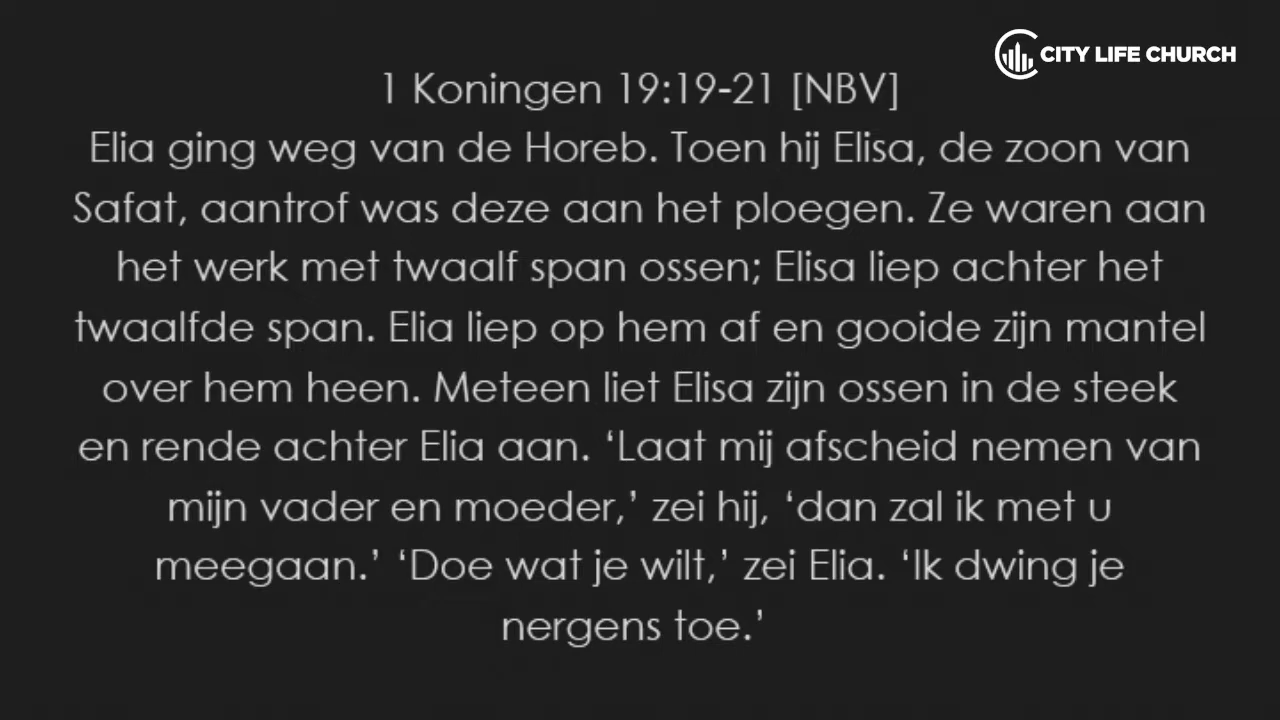 CITY LIFE CHURCH
1 Koningen 19:19-21 [NBV]
Elia ging weg van de Horeb. Toen hij Elisa, de zoon van
Safat, aantrof was deze aan het ploegen. Ze waren aan
het werk met twaalf span ossen; Elisa liep achter het
twaalfde span. Elia liep op hem af en gooide zijn mantel
over hem heen. Meteen liet Elisa zijn ossen in de steek
en rende achter Elia aan. ‘Laat mij afscheid nemen van
mijn vader en moeder,’ zei hij, ‘dan zal ik met u
meegaan.’ ‘Doe wat je wilt,’ zei Elia. ‘Ik dwing je
nergens toe.’